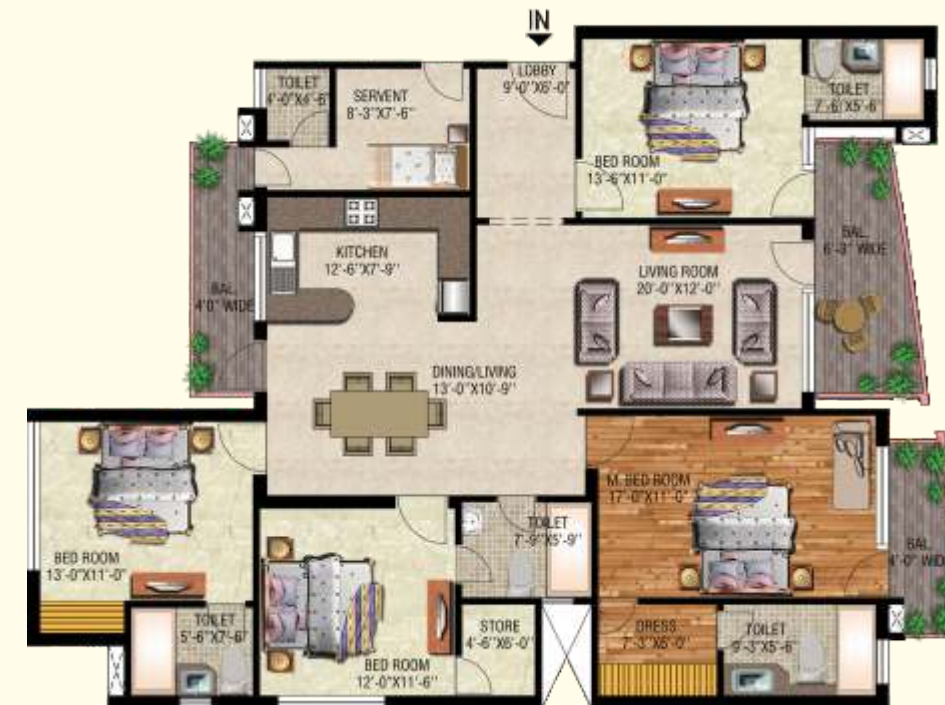 IN
LOBBY
9'-0"X6'-0"
TOILET
4'-0"X4'-6"
SERVENT
8'-3"X7'-6"
TOILET
7'-6"X5'-6"
BED ROOM
13'-6"X11'-0"
KITCHEN
12'-6"X7'-9"
LIVING ROOM
20'-0"X12'-0"
BAL.
6'-3" WIDE
BAL.
4'0" WIDE
DINING/LIVING
13'-0"X10'-9"
M. BED ROOM
17'-0"X11'-0"
BED ROOM
13'-0"X11'-0"
TOILET
7'-9"X5'-9"
BAL.
4'-0" WID
TOILET
5'-6"X7'-6"
STORE
4'-6"X6'-0"
DRESS
7'-3"X6'-0"
TOILET
9'-3"X5'-6"
BED ROOM
12'-0"X11'-6"